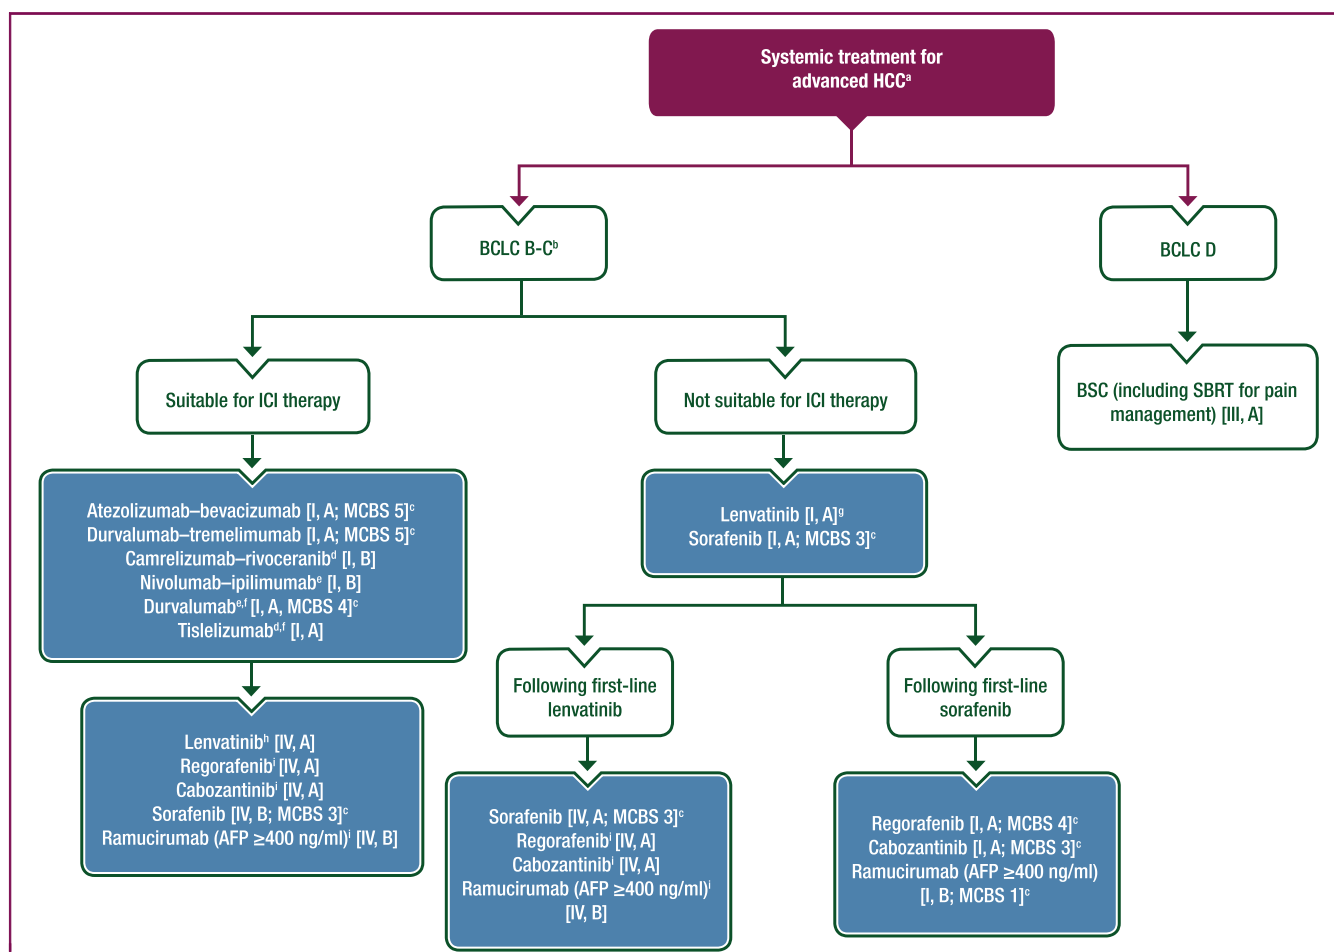 Systemic treatment for
advanced HCCᵃ
BCLC B-Cᵇ
BCLC D
Suitable for ICI therapy
Not suitable for ICI therapy
BSC (including SBRT for pain
management) [III, A]
Atezolizumab–bevacizumab [I, A; MCBS 5]ᶜ
Durvalumab–tremelimumab [I, A; MCBS 5]ᶜ
Camrelizumab–rivoceranibᵈ [I, B]
Nivolumab–ipilimumabᵉ [I, B]
Durvalumabᵉ,ᶠ [I, A, MCBS 4]ᶜ
Tislelizumabᵈ,ᶠ [I, A]
Lenvatinib [I, A]ᵍ
Sorafenib [I, A; MCBS 3]ᶜ
Following first-line
lenvatinib
Following first-line
sorafenib
Lenvatinibʰ [IV, A]
Regorafenibⁱ [IV, A]
Cabozantinibⁱ [IV, A]
Sorafenib [IV, B; MCBS 3]ᶜ
Ramucirumab (AFP ≥400 ng/ml)ⁱ [IV, B]
Sorafenib [IV, A; MCBS 3]ᶜ
Regorafenibⁱ [IV, A]
Cabozantinibⁱ [IV, A]
Ramucirumab (AFP ≥400 ng/ml)ⁱ
[IV, B]
Regorafenib [I, A; MCBS 4]ᶜ
Cabozantinib [I, A; MCBS 3]ᶜ
Ramucirumab (AFP ≥400 ng/ml)
[I, B; MCBS 1]ᶜ